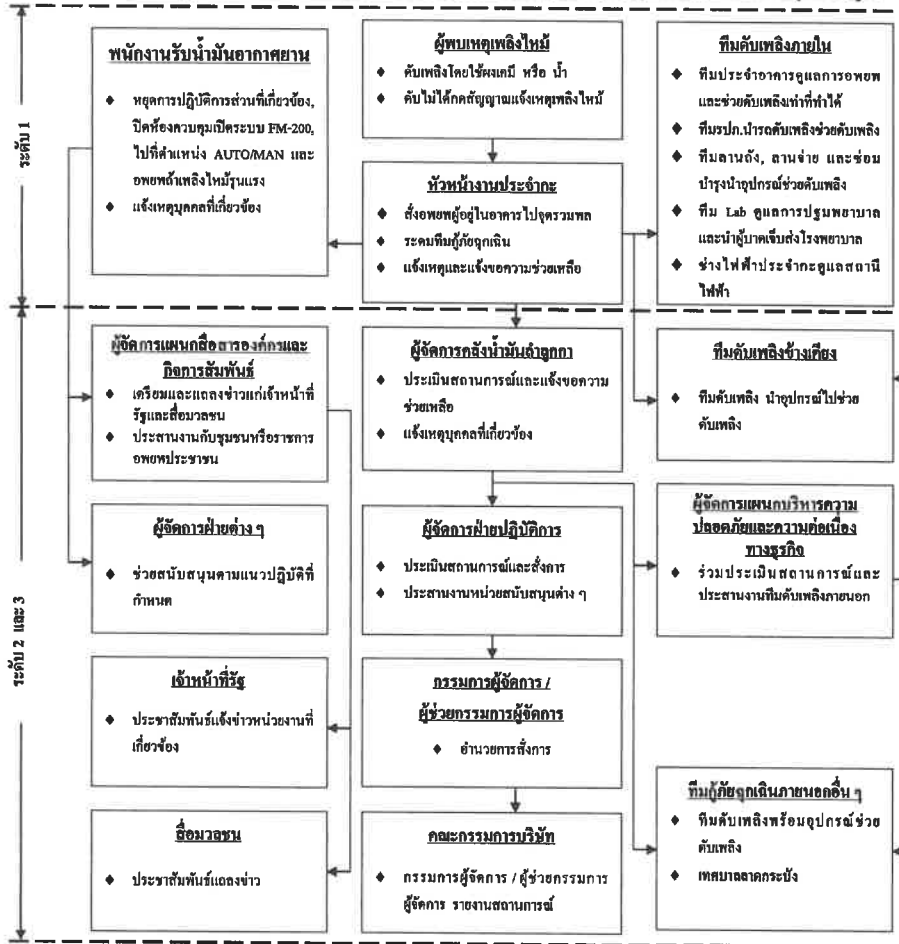 ระดับ 1
พนักงานรับน้ำมันอากาศยาน
◆ หยุดการปฏิบัติการส่วนที่เกี่ยวข้อง,
ปิดห้องควบคุมเปิดระบบ FM-200,
ไปที่ตำแหน่ง AUTO/MAN และ
อพยพถ้าเพลิงไหม้รุนแรง
◆ แจ้งเหตุบุคคลที่เกี่ยวข้อง
ผู้พบเหตุเพลิงไหม้
◆ ดับเพลิงโดยใช้ผงเคมี หรือ น้ำ
◆ ดับไม่ได้กดสัญญาณแจ้งเหตุเพลิงไหม้
หัวหน้างานประจำกะ
◆ สั่งอพยพผู้อยู่ในอาคารไปจุดรวมพล
◆ ระดมทีมกู้ภัยฉุกเฉิน
◆ แจ้งเหตุและแจ้งขอความช่วยเหลือ
ทีมดับเพลิงภายใน
◆ ทีมประจำอาคารดูแลการอพยพ
และช่วยดับเพลิงเท่าที่ทำได้
◆ ทีมรปภ.นำรถดับเพลิงช่วยดับเพลิง
◆ ทีมลานถัง, ลานจ่าย และซ่อม
บำรุงนำอุปกรณ์ช่วยดับเพลิง
◆ ทีม Lab ดูแลการปฐมพยาบาล
และนำผู้บาดเจ็บส่งโรงพยาบาล
◆ ช่างไฟฟ้าประจำกะดูแลสถานี
ไฟฟ้า
ระดับ 2 และ 3
ผู้จัดการแผนกสื่อสารองค์กรและ
กิจการสัมพันธ์
◆ เตรียมและแถลงข่าวแก่เจ้าหน้าที่
รัฐและสื่อมวลชน
◆ ประสานงานกับชุมชนหรือราชการ
อพยพประชาชน
ผู้จัดการคลังน้ำมันลำลูกกา
◆ ประเมินสถานการณ์และแจ้งขอความ
ช่วยเหลือ
◆ แจ้งเหตุบุคคลที่เกี่ยวข้อง
ทีมดับเพลิงข้างเคียง
◆ ทีมดับเพลิง นำอุปกรณ์ไปช่วย
ดับเพลิง
ผู้จัดการฝ่ายต่าง ๆ
◆ ช่วยสนับสนุนตามแนวปฏิบัติที่
กำหนด
ผู้จัดการฝ่ายปฏิบัติการ
◆ ประเมินสถานการณ์และสั่งการ
◆ ประสานงานหน่วยสนับสนุนต่าง ๆ
ผู้จัดการแผนกบริหารความ
ปลอดภัยและความต่อเนื่อง
ทางธุรกิจ
◆ ร่วมประเมินสถานการณ์และ
ประสานงานทีมดับเพลิงภายนอก
เจ้าหน้าที่รัฐ
◆ ประชาสัมพันธ์แจ้งข่าวหน่วยงานที่
เกี่ยวข้อง
กรรมการผู้จัดการ /
ผู้ช่วยกรรมการผู้จัดการ
◆ อำนวยการสั่งการ
สื่อมวลชน
◆ ประชาสัมพันธ์แถลงข่าว
คณะกรรมการบริษัท
◆ กรรมการผู้จัดการ / ผู้ช่วยกรรมการ
ผู้จัดการ รายงานสถานการณ์
ทีมกู้ภัยฉุกเฉินภายนอกอื่น ๆ
◆ ทีมดับเพลิงพร้อมอุปกรณ์ช่วย
ดับเพลิง
◆ เทศบาลลาดกระบัง